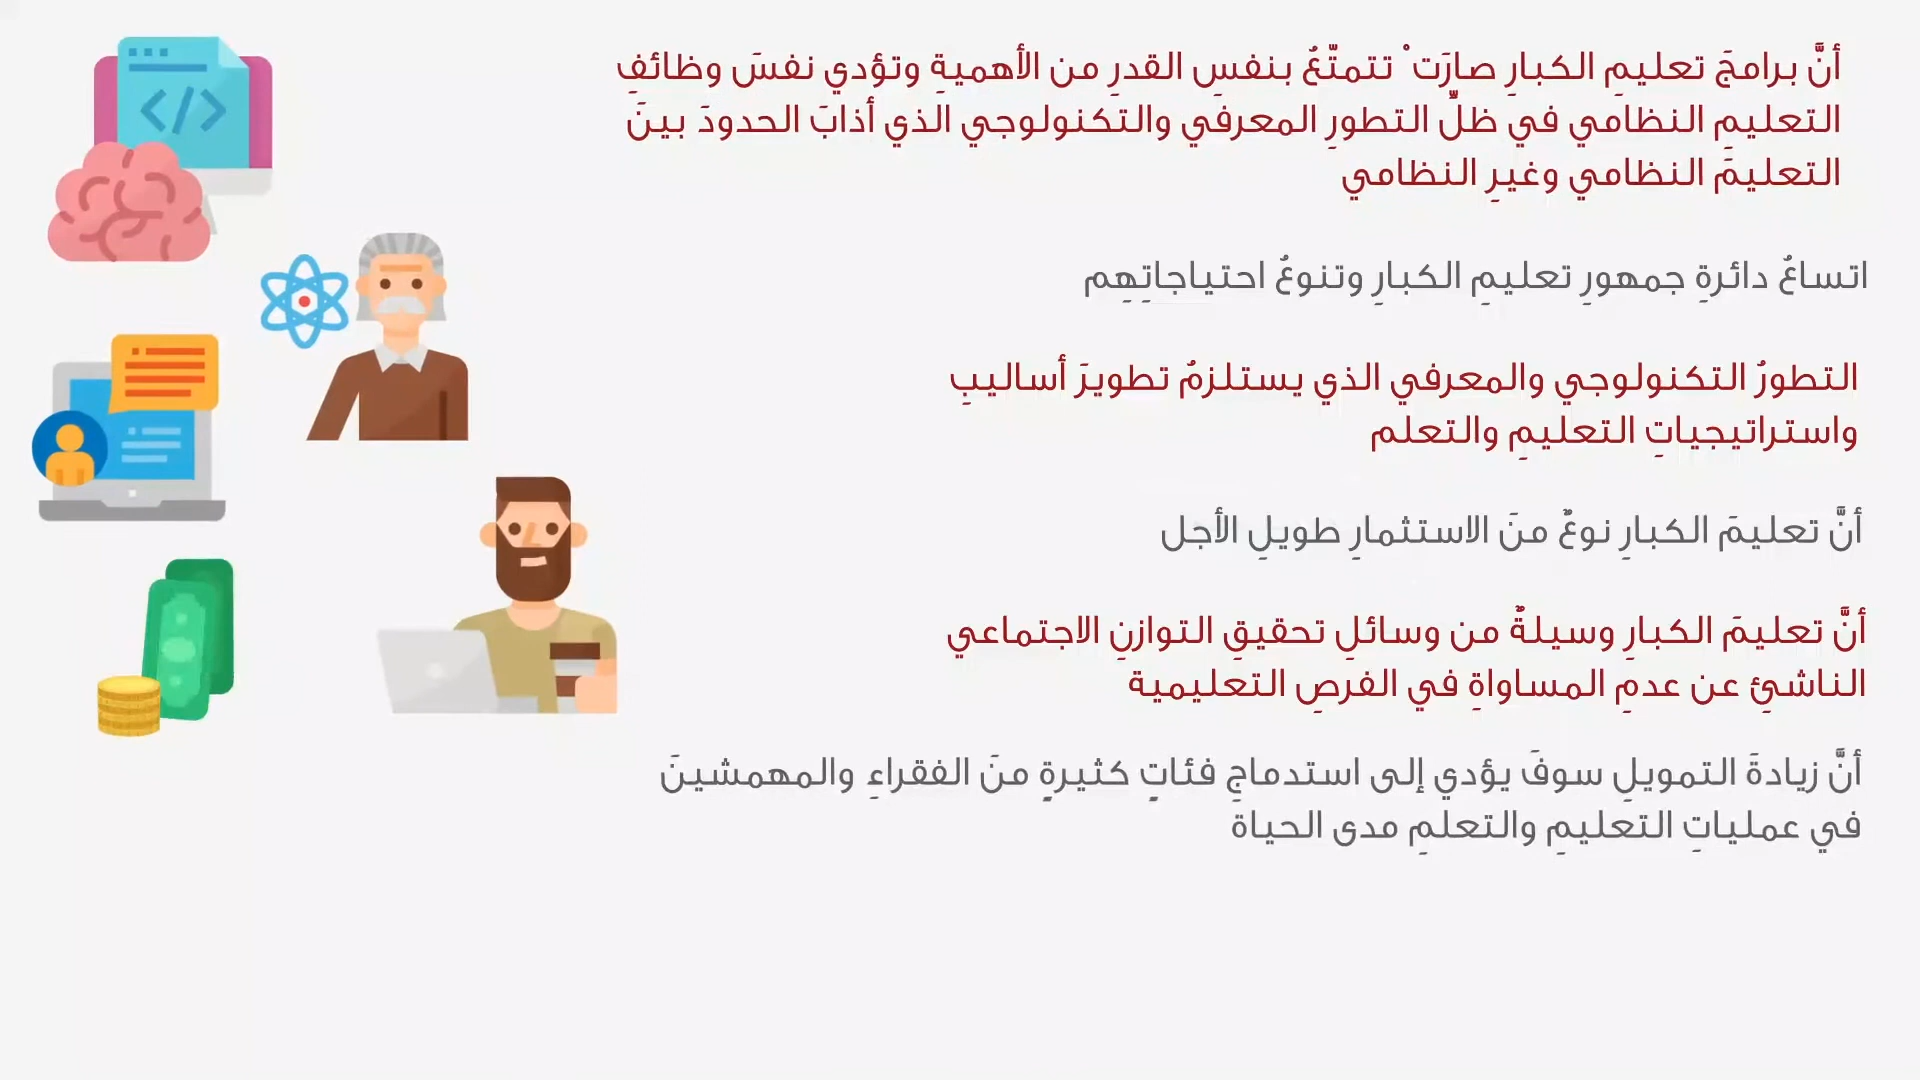 أنَّ برامجَ تعليمِ الكبارِ صارَتْ تتمتّعُ بنفسِ القدرِ من الأهميةِ وتؤدي نفسَ وظائفِ
التعليمِ النظامي في ظلِّ التطورِ المعرفي والتكنولوجي الذي أذابَ الحدودَ بينَ
التعليمَ النظامي وغيرِ النظامي
اتساعُ دائرةِ جمهورِ تعليمِ الكبارِ وتنوعُ احتياجاتِهِم
التطورُ التكنولوجي والمعرفي الذي يستلزمُ تطويرَ أساليبِ
واستراتيجياتِ التعليمِ والتعلم
أنَّ تعليمَ الكبارِ نوعٌ منَ الاستثمارِ طويلِ الأجل
أنَّ تعليمَ الكبارِ وسيلةٌ من وسائلِ تحقيقِ التوازنِ الاجتماعي
الناشئِ عن عدمِ المساواةِ في الفرصِ التعليمية
أنَّ زيادةَ التمويلِ سوفَ يؤدي إلى استدماجِ فئاتٍ كثيرةٍ منَ الفقراءِ والمهمشينَ
في عملياتِ التعليمِ والتعلمِ مدى الحياة